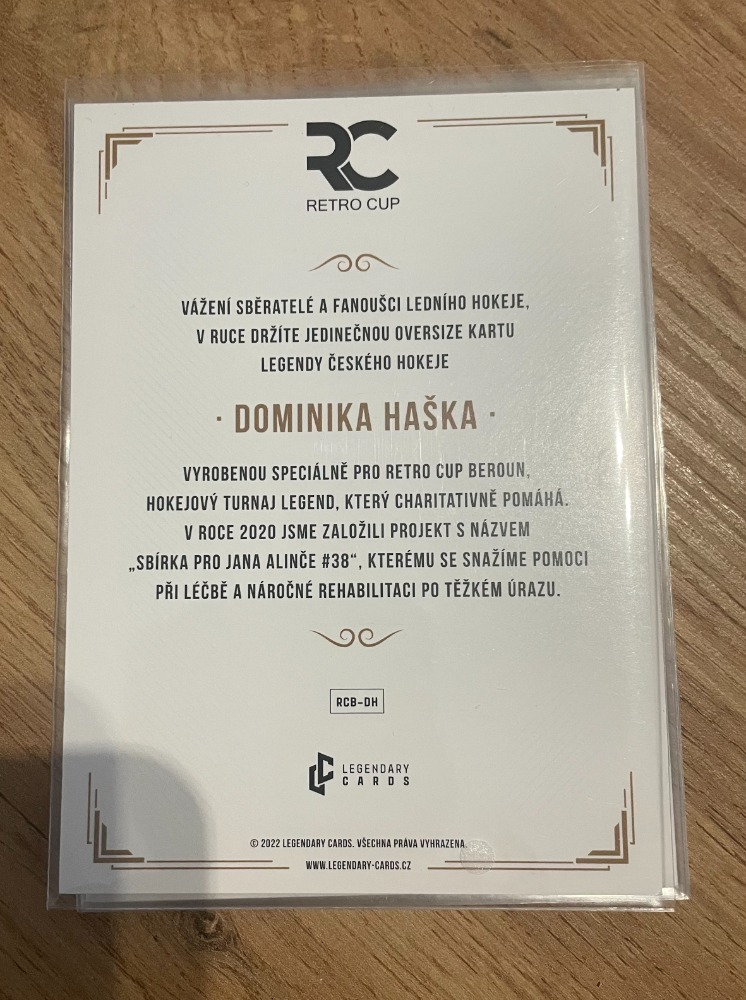 RC
RETRO CUP
VÁŽENÍ SBĚRATELÉ A FANOUŠCI LEDNÍHO HOKEJE,
V RUCE DRŽÍTE JEDINEČNOU OVERSIZE KARTU
LEGENDY ČESKÉHO HOKEJE
· DOMINIKA HAŠKA ·
VYROBENOU SPECIÁLNĚ PRO RETRO CUP BEROUN,
HOKEJOVÝ TURNAJ LEGEND, KTERÝ CHARITATIVNĚ POMÁHÁ.
V ROCE 2020 JSME ZALOŽILI PROJEKT S NÁZVEM
„SBÍRKA PRO JANA ALINČE #38“, KTERÉMU SE SNAŽÍME POMOCI
PŘI LÉČBĚ A NÁROČNÉ REHABILITACI PO TĚŽKÉM ÚRAZU.
RCB-DH
LC LEGENDARY
CARDS
© 2022 LEGENDARY CARDS. VŠECHNA PRÁVA VYHRAZENA.
WWW.LEGENDARY-CARDS.CZ